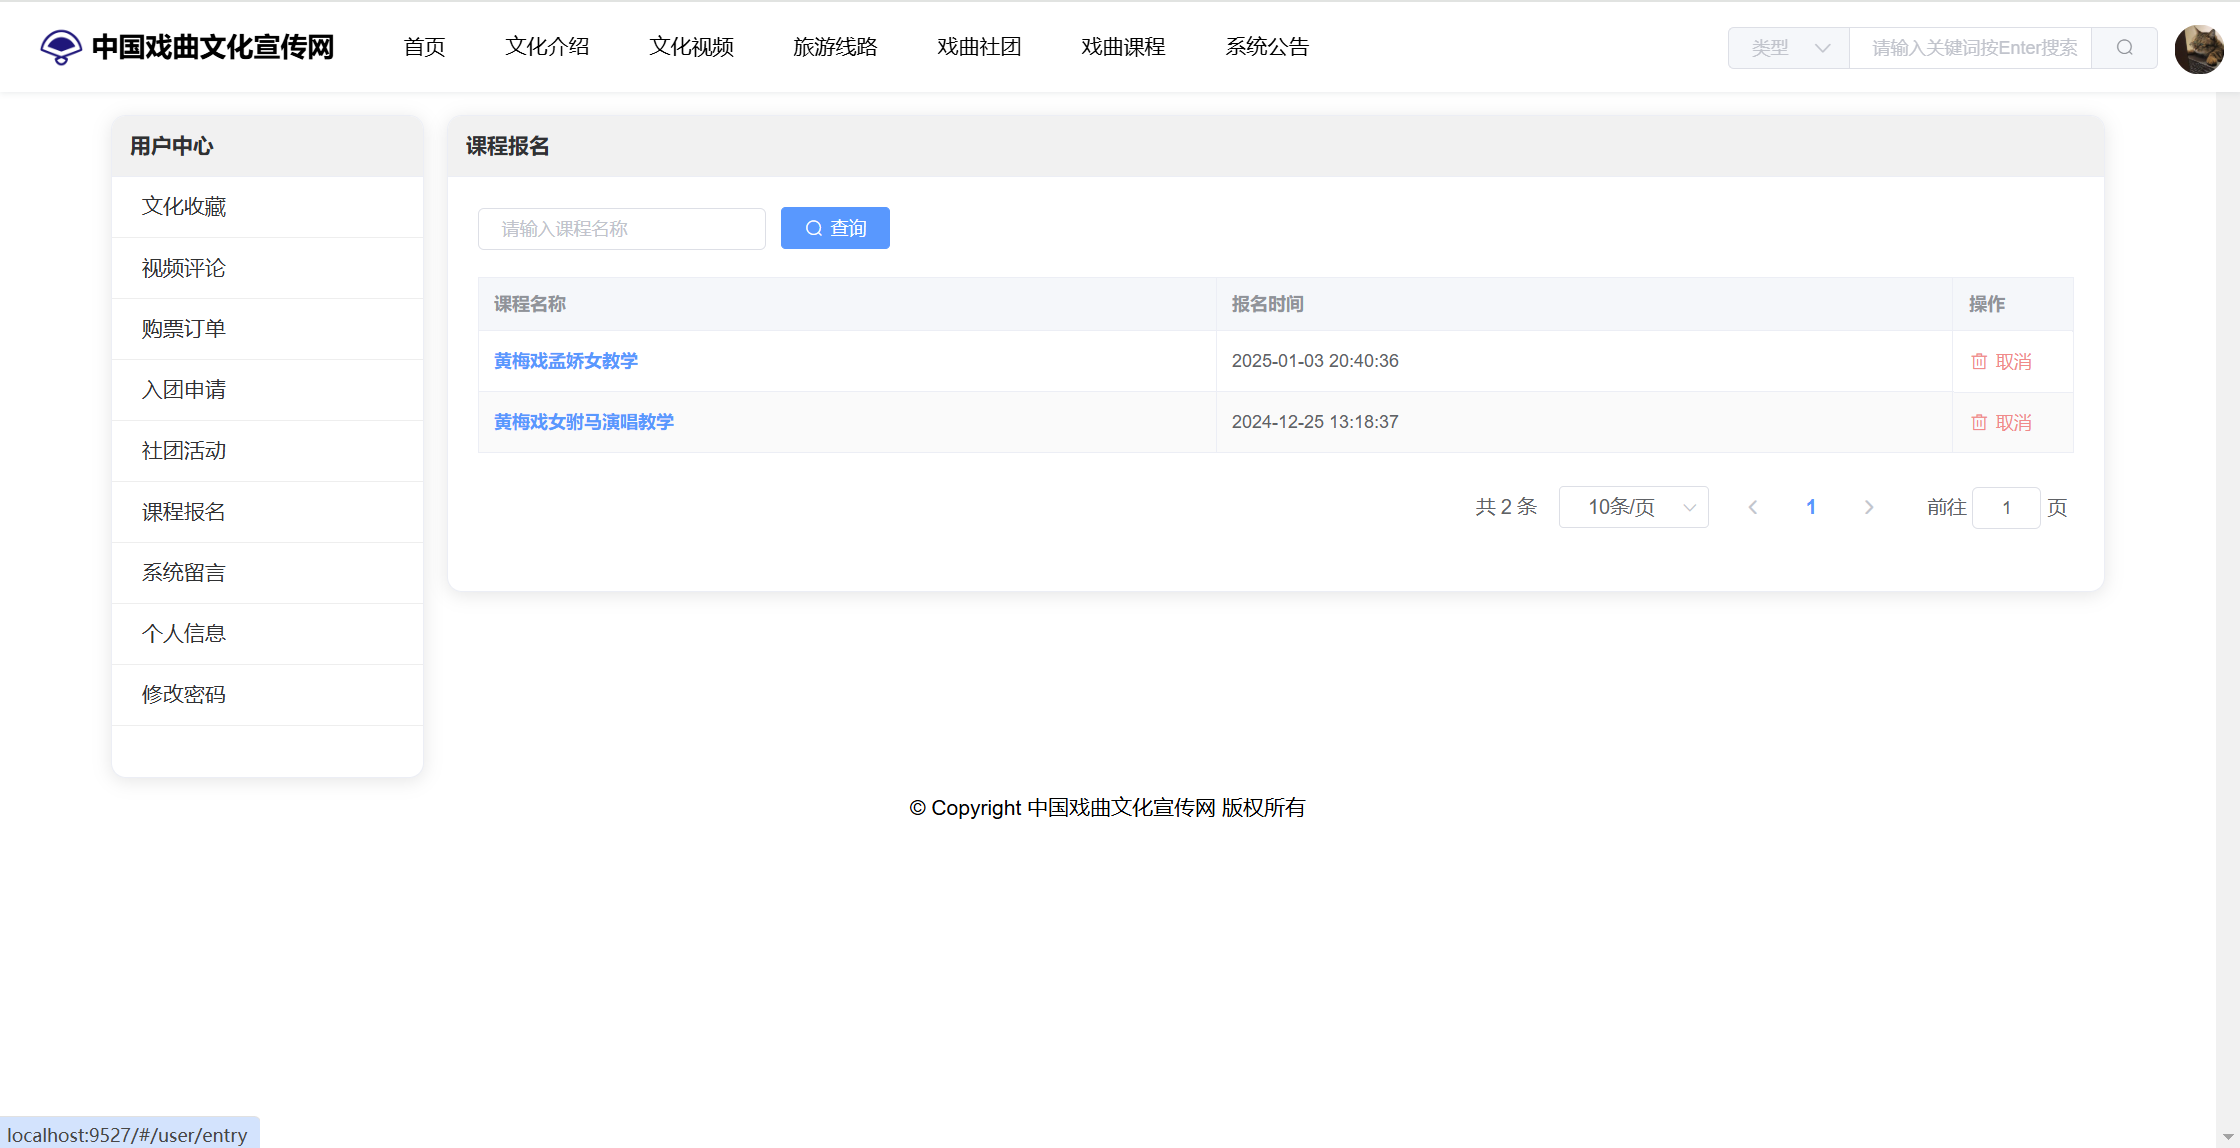 中国戏曲文化宣传网 首页 文化介绍 文化视频 旅游线路 戏曲社团 戏曲课程 系统公告 类型 请输入关键词按Enter搜索
用户中心
文化收藏
视频评论
购票订单
入团申请
社团活动
课程报名
系统留言
个人信息
修改密码
课程报名
请输入课程名称 查询
课程名称 报名时间 操作
黄梅戏孟娇女教学 2025-01-03 20:40:36 取消
黄梅戏女驸马演唱教学 2024-12-25 13:18:37 取消
共 2 条 10条/页 1 前往 1 页
© Copyright 中国戏曲文化宣传网 版权所有
localhost:9527/#/user/entry